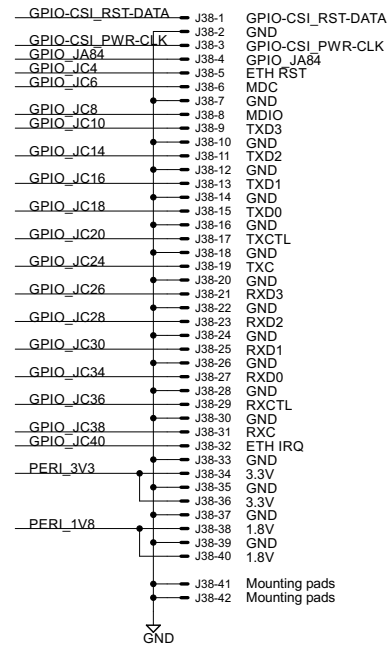 GPIO-CSI_RST-DATA J38-1 GPIO-CSI_RST-DATA
J38-2 GND
GPIO-CSI_PWR-CLK J38-3 GPIO-CSI_PWR-CLK
GPIO_JA84 J38-4 GPIO_JA84
GPIO_JC4 J38-5 ETH RST
GPIO_JC6 J38-6 MDC
J38-7 GND
GPIO_JC8 J38-8 MDIO
GPIO_JC10 J38-9 TXD3
J38-10 GND
GPIO_JC14 J38-11 TXD2
J38-12 GND
GPIO_JC16 J38-13 TXD1
J38-14 GND
GPIO_JC18 J38-15 TXD0
J38-16 GND
GPIO_JC20 J38-17 TXCTL
J38-18 GND
GPIO_JC24 J38-19 TXC
J38-20 GND
GPIO_JC26 J38-21 RXD3
J38-22 GND
GPIO_JC28 J38-23 RXD2
J38-24 GND
GPIO_JC30 J38-25 RXD1
J38-26 GND
GPIO_JC34 J38-27 RXD0
J38-28 GND
GPIO_JC36 J38-29 RXCTL
J38-30 GND
GPIO_JC38 J38-31 RXC
GPIO_JC40 J38-32 ETH IRQ
J38-33 GND
PERI_3V3 J38-34 3.3V
J38-35 GND
J38-36 3.3V
J38-37 GND
PERI_1V8 J38-38 1.8V
J38-39 GND
J38-40 1.8V
J38-41 Mounting pads
J38-42 Mounting pads
GND